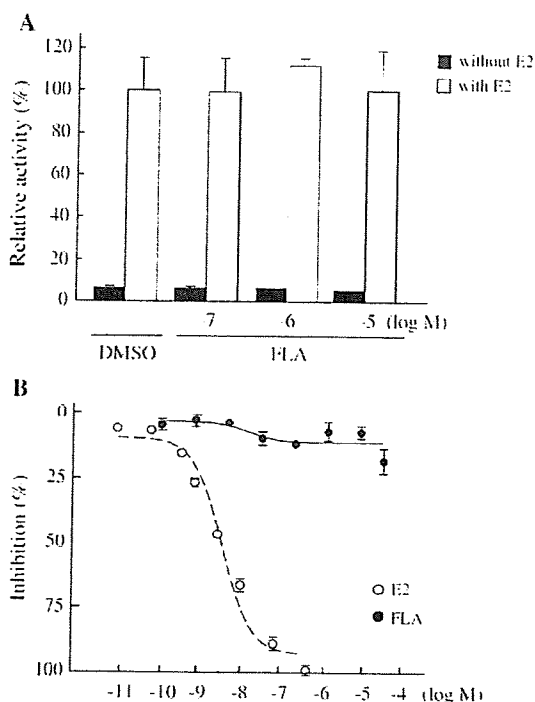 A
Relative activity (%)
120
100
80
60
40
20
0
without E2
with E2
-7 -6 -5 (log M)
DMSO FLA
B
Inhibition (%)
0
25
50
75
100
E2
FLA
-11 -10 -9 -8 -7 -6 -5 -4 (log M)